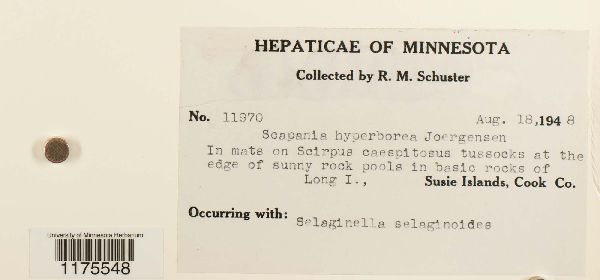 HEPATICAE OF MINNESOTA
Collected by R. M. Schuster
No. 11970 Aug. 18, 1948
Scapania hyperborea Joergensen
In mats on Scirpus caespitosus tussocks at the
edge of sunny rock pools in basic rocks of
Long I., Susie Islands, Cook Co.
Occurring with: Selaginella selaginoides
University of Minnesota Herbarium
1175548